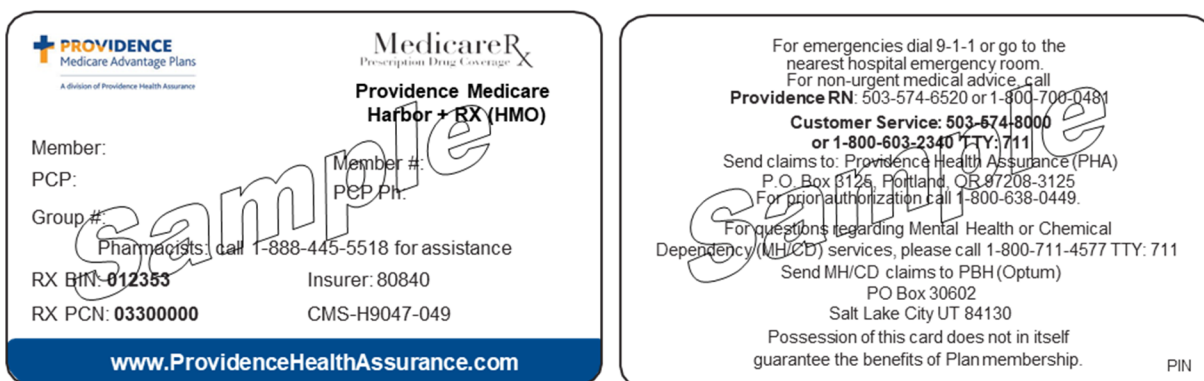 PROVIDENCE
Medicare Advantage Plans
A division of Providence Health Assurance
MedicareRx
Prescription Drug Coverage
Providence Medicare
Harbor + RX (HMO)
Member:
Member #:
PCP:
PCP Ph:
Group #:
Pharmacists: call 1-888-445-5518 for assistance
RX BIN: 012353
Insurer: 80840
RX PCN: 03300000
CMS-H9047-049
www.ProvidenceHealthAssurance.com
Sample
For emergencies dial 9-1-1 or go to the
nearest hospital emergency room.
For non-urgent medical advice, call
Providence RN: 503-574-6520 or 1-800-700-0481
Customer Service: 503-574-8000
or 1-800-603-2340 TTY: 711
Send claims to: Providence Health Assurance (PHA)
P.O. Box 3125, Portland, OR 97208-3125
For prior authorization call 1-800-638-0449.
For questions regarding Mental Health or Chemical
Dependency (MH/CD) services, please call 1-800-711-4577 TTY: 711
Send MH/CD claims to PBH (Optum)
PO Box 30602
Salt Lake City UT 84130
Possession of this card does not in itself
guarantee the benefits of Plan membership.
PIN
Sample